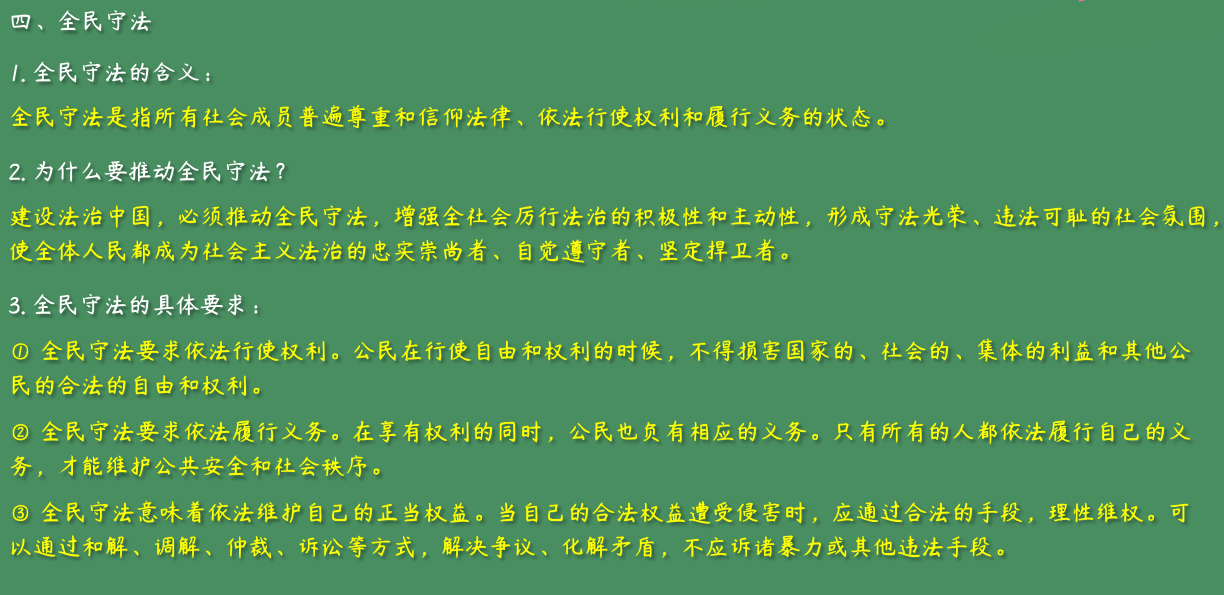 四、全民守法
1. 全民守法的含义：
全民守法是指所有社会成员普遍尊重和信仰法律、依法行使权利和履行义务的状态。
2. 为什么要推动全民守法？
建设法治中国，必须推动全民守法，增强全社会厉行法治的积极性和主动性，形成守法光荣、违法可耻的社会氛围，
使全体人民都成为社会主义法治的忠实崇尚者、自觉遵守者、坚定捍卫者。
3. 全民守法的具体要求：
① 全民守法要求依法行使权利。公民在行使自由和权利的时候，不得损害国家的、社会的、集体的利益和其他公
民的合法的自由和权利。
② 全民守法要求依法履行义务。在享有权利的同时，公民也负有相应的义务。只有所有的人都依法履行自己的义
务，才能维护公共安全和社会秩序。
③ 全民守法意味着依法维护自己的正当权益。当自己的合法权益遭受侵害时，应通过合法的手段，理性维权。可
以通过和解、调解、仲裁、诉讼等方式，解决争议、化解矛盾，不应诉诸暴力或其他违法手段。